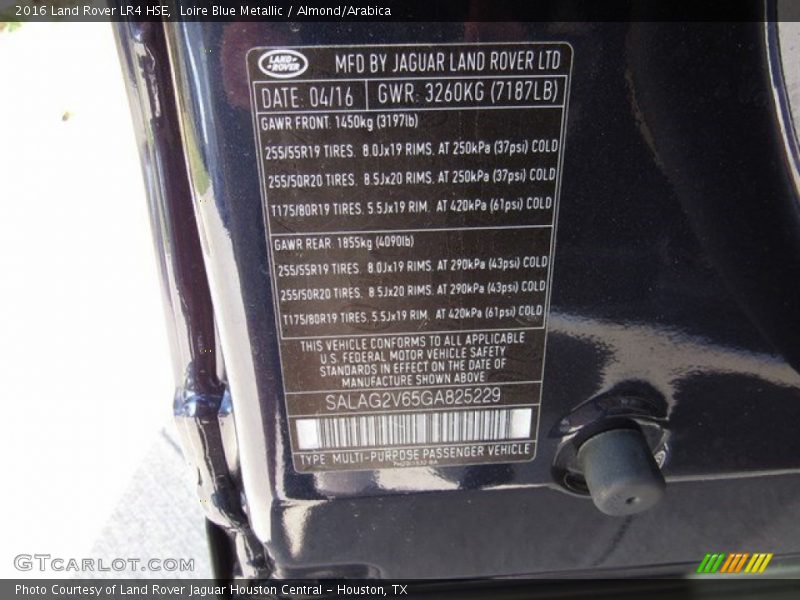 2016 Land Rover LR4 HSE, Loire Blue Metallic / Almond/Arabica
LAND ROVER
MFD BY JAGUAR LAND ROVER LTD
DATE: 04/16 GWR: 3260KG (7187LB)
GAWR FRONT. 1450kg (3197lb)
255/55R19 TIRES. 8.0Jx19 RIMS. AT 250kPa (37psi) COLD
255/50R20 TIRES. 8.5Jx20 RIMS. AT 250kPa (37psi) COLD
T175/80R19 TIRES. 5.5Jx19 RIM. AT 420kPa (61psi) COLD
GAWR REAR. 1855kg (4090lb)
255/55R19 TIRES. 8.0Jx19 RIMS. AT 290kPa (43psi) COLD
255/50R20 TIRES. 8.5Jx20 RIMS. AT 290kPa (43psi) COLD
T175/80R19 TIRES. 5.5Jx19 RIM. AT 420kPa (61psi) COLD
THIS VEHICLE CONFORMS TO ALL APPLICABLE
U.S. FEDERAL MOTOR VEHICLE SAFETY
STANDARDS IN EFFECT ON THE DATE OF
MANUFACTURE SHOWN ABOVE
SALAG2V65GA825229
TYPE MULTI-PURPOSE PASSENGER VEHICLE
GTCARLOT.COM
Photo Courtesy of Land Rover Jaguar Houston Central - Houston, TX